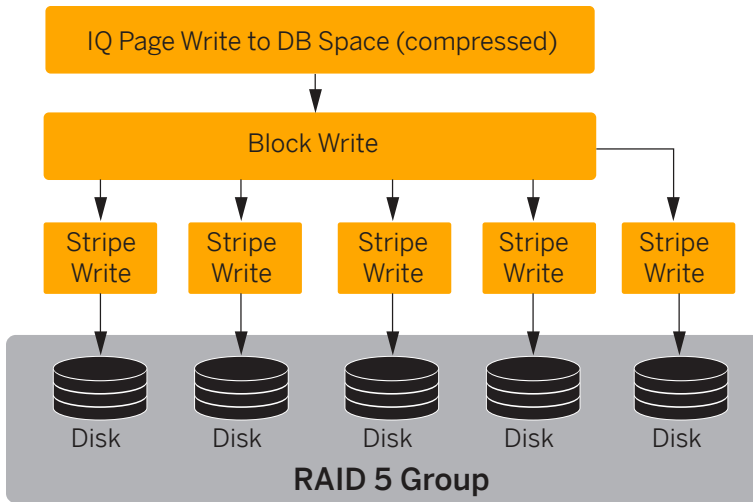 IQ Page Write to DB Space (compressed)
Block Write
Stripe
Write
Stripe
Write
Stripe
Write
Stripe
Write
Stripe
Write
Disk
Disk
Disk
Disk
Disk
RAID 5 Group